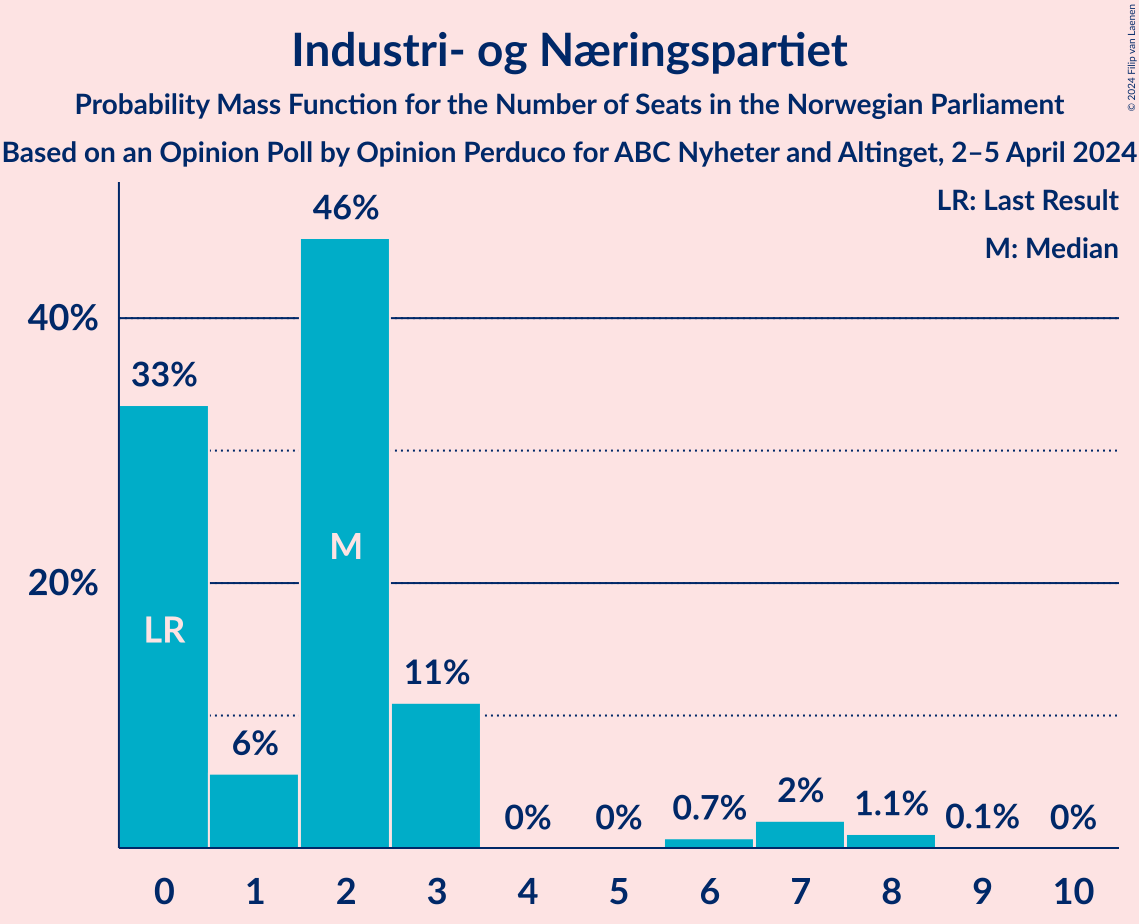 Industri- og Næringspartiet
Probability Mass Function for the Number of Seats in the Norwegian Parliament
Based on an Opinion Poll by Opinion Perduco for ABC Nyheter and Altinget, 2–5 April 2024
© 2024 Filip van Laenen
LR: Last Result
M: Median
46%
40%
33%
M
20%
LR
11%
6%
0% 0% 0.7% 2% 1.1% 0.1% 0%
0 1 2 3 4 5 6 7 8 9 10